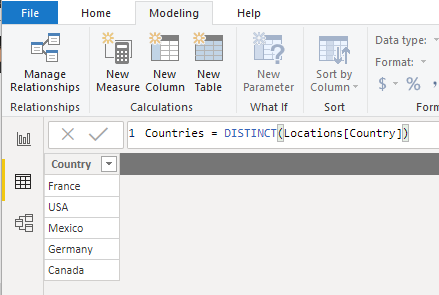 File Home Modeling Help
Manage Relationships New Measure New Column New Table New Parameter Sort by Column Data type:
Format:
$ %
Relationships Calculations What If Sort For
1 Countries = DISTINCT(Locations[Country])
Country
France
USA
Mexico
Germany
Canada